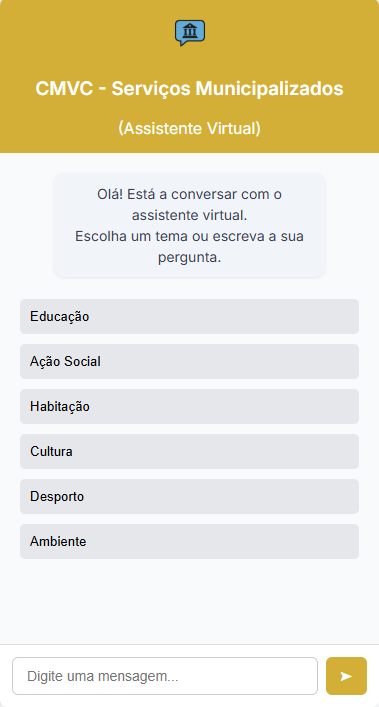 CMVC - Serviços Municipalizados
(Assistente Virtual)
Olá! Está a conversar com o
assistente virtual.
Escolha um tema ou escreva a sua
pergunta.
Educação
Ação Social
Habitação
Cultura
Desporto
Ambiente
Digite uma mensagem...